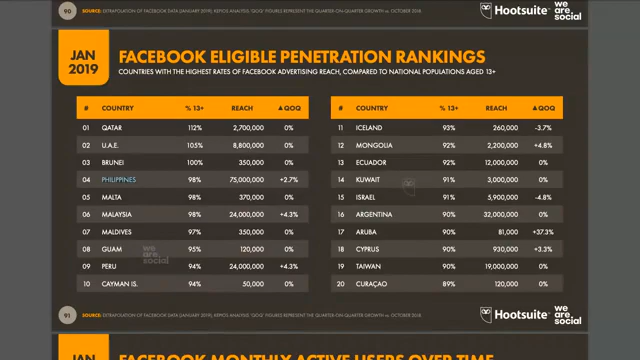 90 SOURCE: EXTRAPOLATION OF FACEBOOK DATA (JANUARY 2019); KEPIOS ANALYSIS. 'QOQ' FIGURES REPRESENT THE QUARTER-ON-QUARTER GROWTH vs. OCTOBER 2018.
Hootsuite
we are. social
JAN 2019
FACEBOOK ELIGIBLE PENETRATION RANKINGS
COUNTRIES WITH THE HIGHEST RATES OF FACEBOOK ADVERTISING REACH, COMPARED TO NATIONAL POPULATIONS AGED 13+
# COUNTRY % 13+ REACH ▲QOQ
01 QATAR 112% 2,700,000 0%
02 U.A.E. 105% 8,800,000 0%
03 BRUNEI 100% 350,000 0%
04 PHILIPPINES 98% 75,000,000 +2.7%
05 MALTA 98% 370,000 0%
06 MALAYSIA 98% 24,000,000 +4.3%
07 MALDIVES 97% 350,000 0%
08 GUAM 95% 120,000 0%
09 PERU 94% 24,000,000 +4.3%
10 CAYMAN IS. 94% 50,000 0%
we are. social
# COUNTRY % 13+ REACH ▲QOQ
11 ICELAND 93% 260,000 -3.7%
12 MONGOLIA 92% 2,200,000 +4.8%
13 ECUADOR 92% 12,000,000 0%
14 KUWAIT 91% 3,000,000 0%
15 ISRAEL 91% 5,900,000 -4.8%
16 ARGENTINA 90% 32,000,000 0%
17 ARUBA 90% 81,000 +37.3%
18 CYPRUS 90% 930,000 +3.3%
19 TAIWAN 90% 19,000,000 0%
20 CURAÇAO 89% 120,000 0%
91 SOURCE: EXTRAPOLATION OF FACEBOOK DATA (JANUARY 2019); KEPIOS ANALYSIS. 'QOQ' FIGURES REPRESENT THE QUARTER-ON-QUARTER GROWTH vs. OCTOBER 2018.
Hootsuite
we are. social
JAN
FACEBOOK MONTHLY ACTIVE USERS OVER TIME